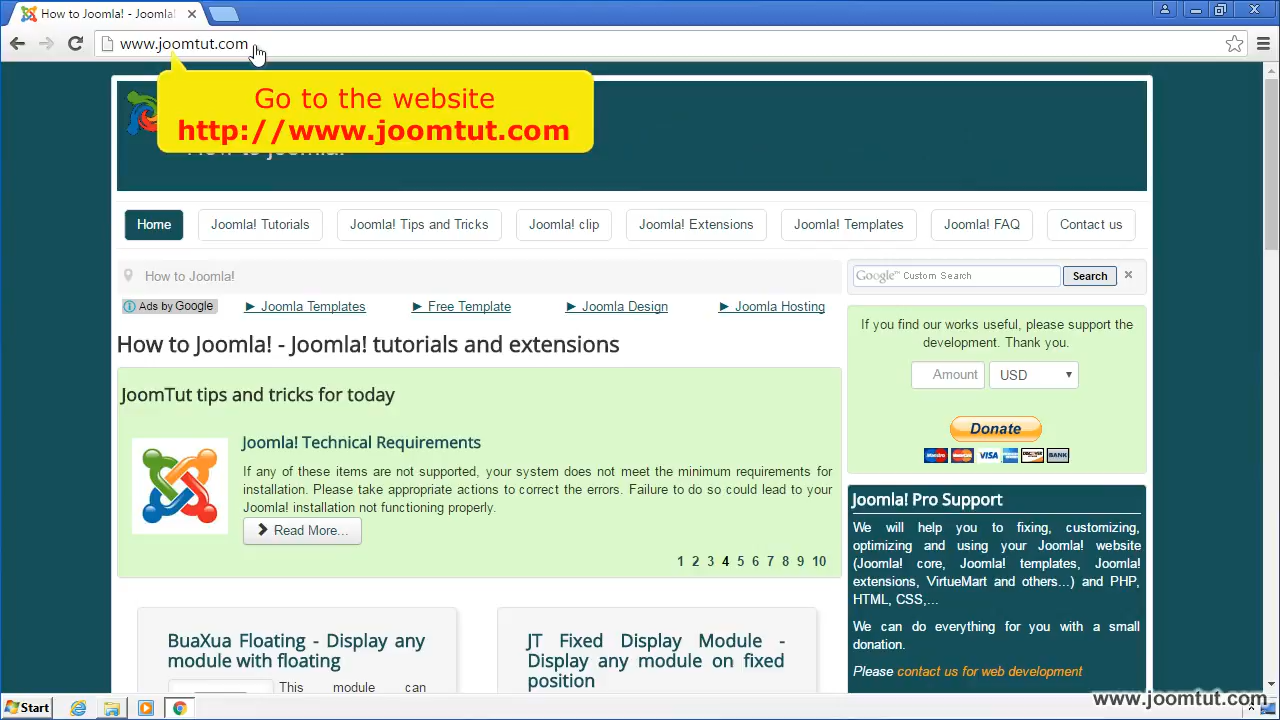 How to Joomla! - Joomla!
www.joomtut.com
Go to the website
http://www.joomtut.com
How to Joomla!
Home
Joomla! Tutorials
Joomla! Tips and Tricks
Joomla! clip
Joomla! Extensions
Joomla! Templates
Joomla! FAQ
Contact us
How to Joomla!
Google™ Custom Search
Search
Ads by Google
► Joomla Templates
► Free Template
► Joomla Design
► Joomla Hosting
If you find our works useful, please support the
development. Thank you.
Amount
USD
Donate
VISA
BANK
How to Joomla! - Joomla! tutorials and extensions
JoomTut tips and tricks for today
Joomla! Technical Requirements
If any of these items are not supported, your system does not meet the minimum requirements for
installation. Please take appropriate actions to correct the errors. Failure to do so could lead to your
Joomla! installation not functioning properly.
Read More...
1 2 3 4 5 6 7 8 9 10
Joomla! Pro Support
We will help you to fixing, customizing,
optimizing and using your Joomla! website
(Joomla! core, Joomla! templates, Joomla!
extensions, VirtueMart and others...) and PHP,
HTML, CSS,...
We can do everything for you with a small
donation.
Please contact us for web development
BuaXua Floating - Display any
module with floating
This module can
JT Fixed Display Module -
Display any module on fixed
position
Start
www.joomtut.com